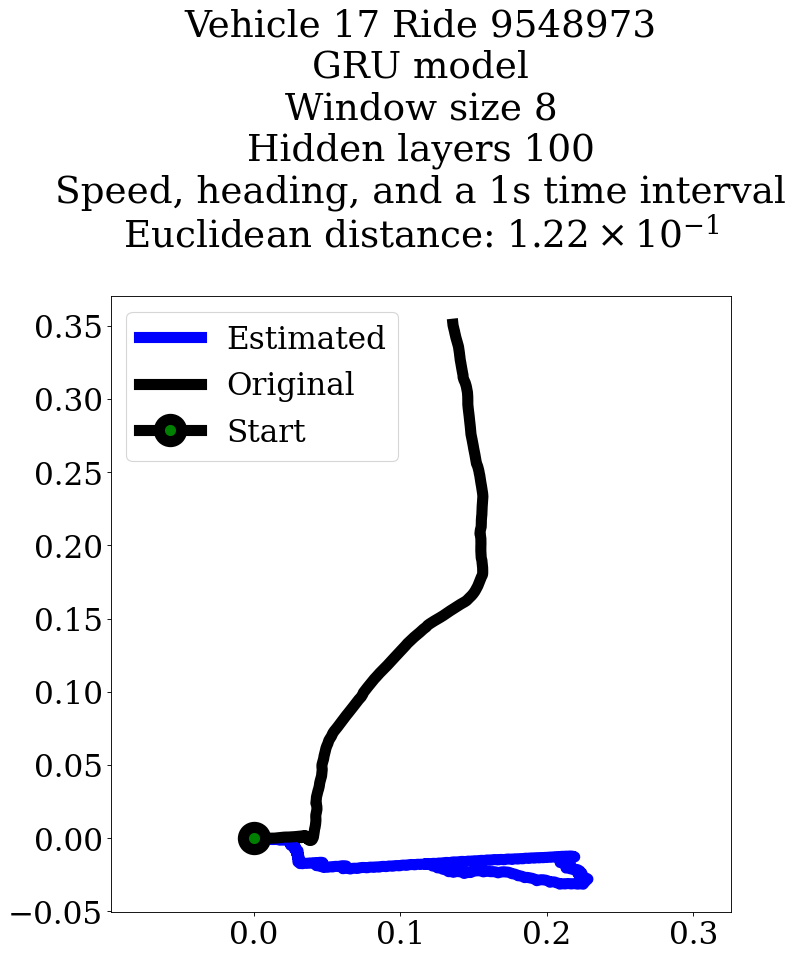 Vehicle 17 Ride 9548973
GRU model
Window size 8
Hidden layers 100
Speed, heading, and a 1s time interval
Euclidean distance: 1.22 × 10⁻¹
Estimated
Original
Start
0.35
0.30
0.25
0.20
0.15
0.10
0.05
0.00
−0.05
0.0 0.1 0.2 0.3